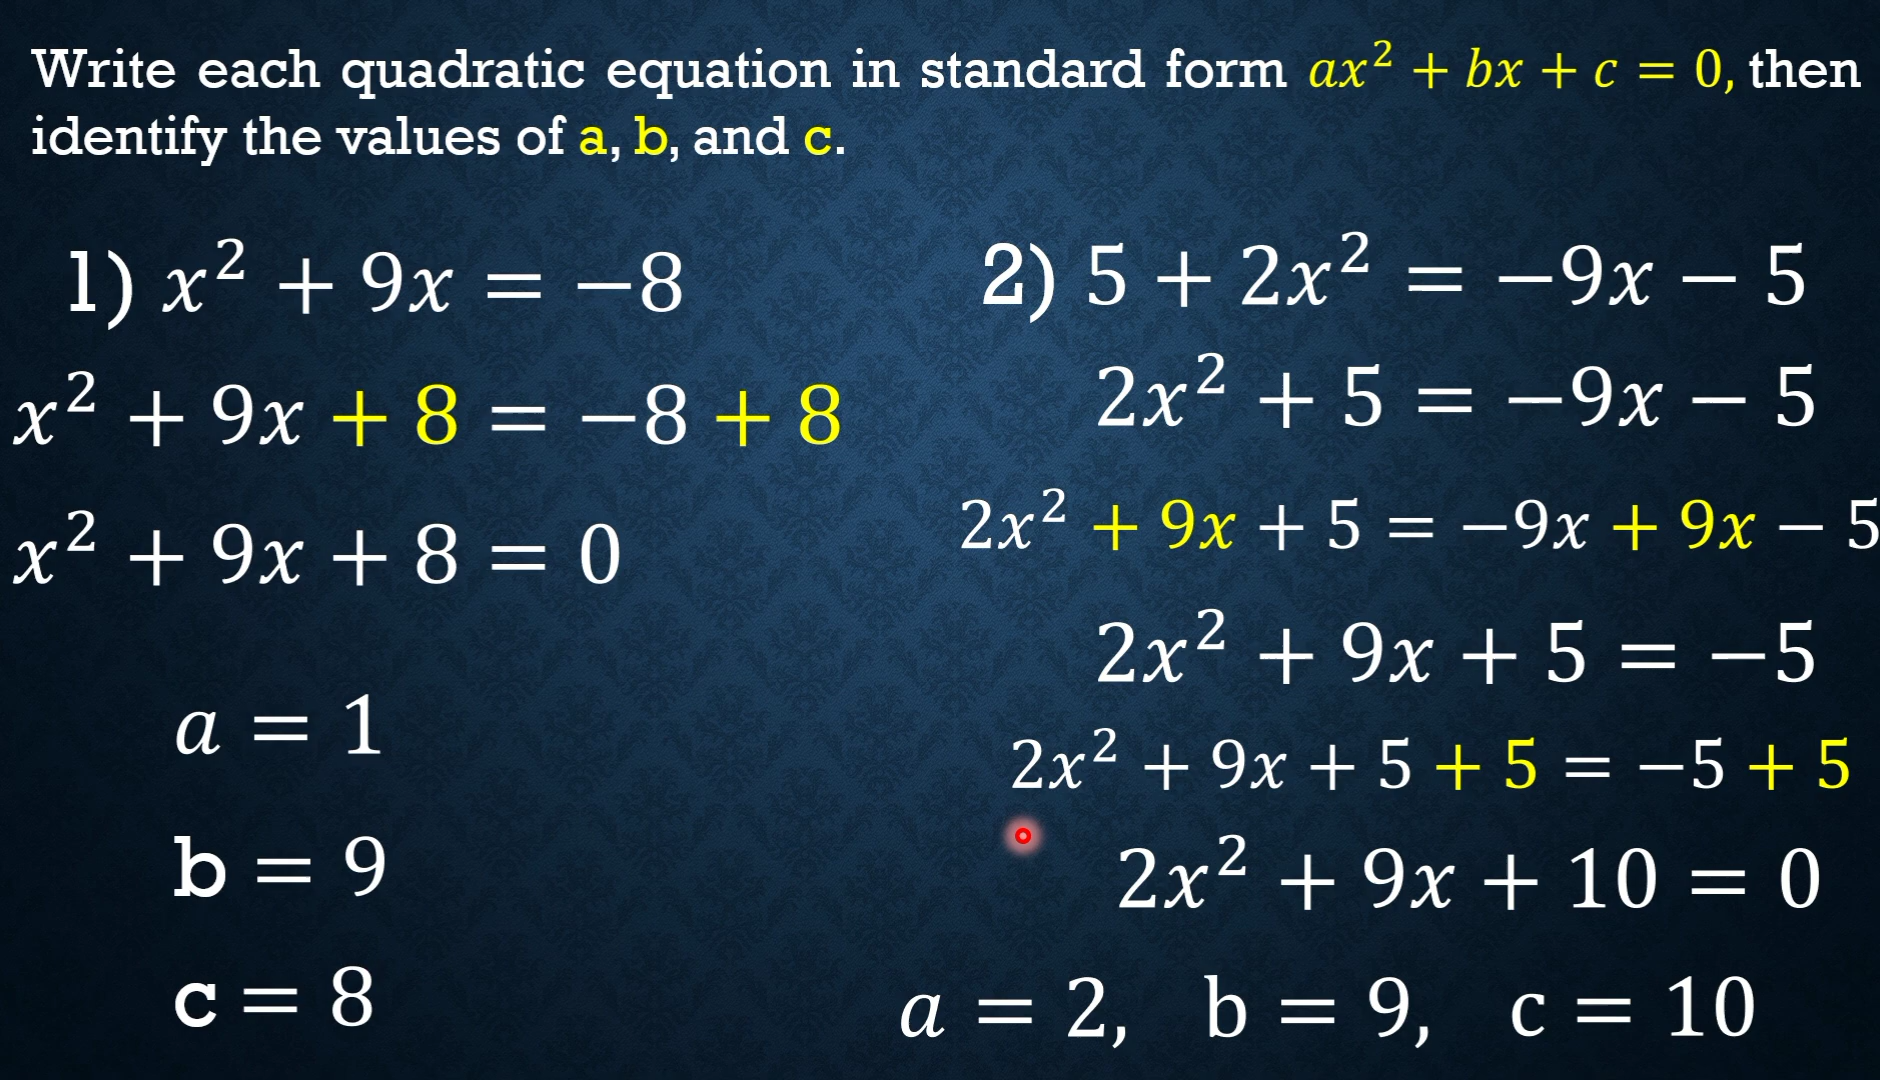 Write each quadratic equation in standard form ax² + bx + c = 0, then
identify the values of a, b, and c.
1) x² + 9x = −8
x² + 9x + 8 = −8 + 8
x² + 9x + 8 = 0
a = 1
b = 9
c = 8
2) 5 + 2x² = −9x − 5
2x² + 5 = −9x − 5
2x² + 9x + 5 = −9x + 9x − 5
2x² + 9x + 5 = −5
2x² + 9x + 5 + 5 = −5 + 5
2x² + 9x + 10 = 0
a = 2, b = 9, c = 10